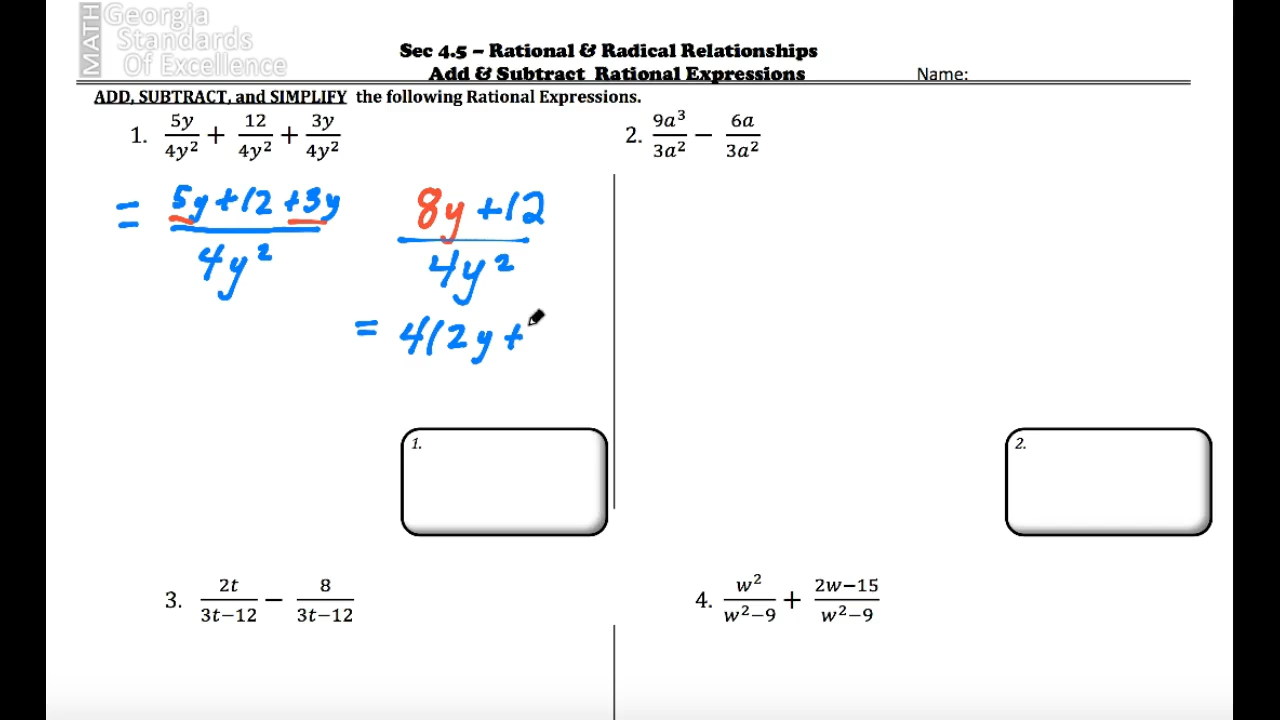 MATH Georgia
Standards
Of Excellence
Sec 4.5 – Rational & Radical Relationships
Add & Subtract Rational Expressions Name:
ADD, SUBTRACT, and SIMPLIFY the following Rational Expressions.
1. 5y/4y² + 12/4y² + 3y/4y²
2. 9a³/3a² − 6a/3a²
= 5y+12+3y / 4y²
8y+12 / 4y²
= 4(2y+
1.
2.
3. 2t/3t−12 − 8/3t−12
4. w²/w²−9 + 2w−15/w²−9